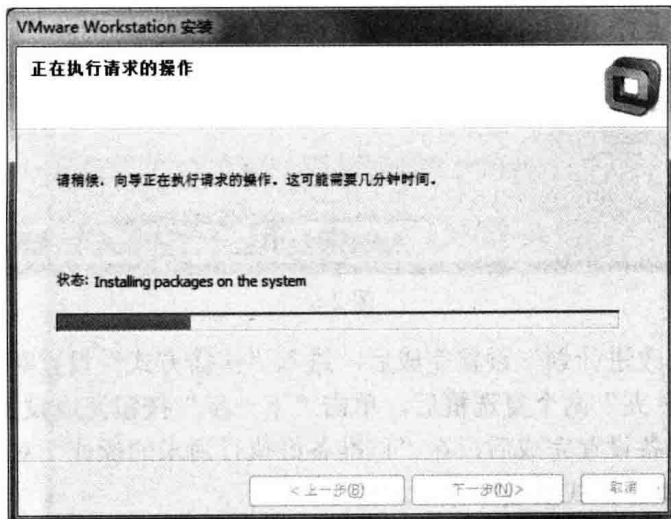 VMware Workstation 安装
正在执行请求的操作
请稍候，向导正在执行请求的操作。这可能需要几分钟时间。
状态: Installing packages on the system
< 上一步(B)
下一步(N)>
取消